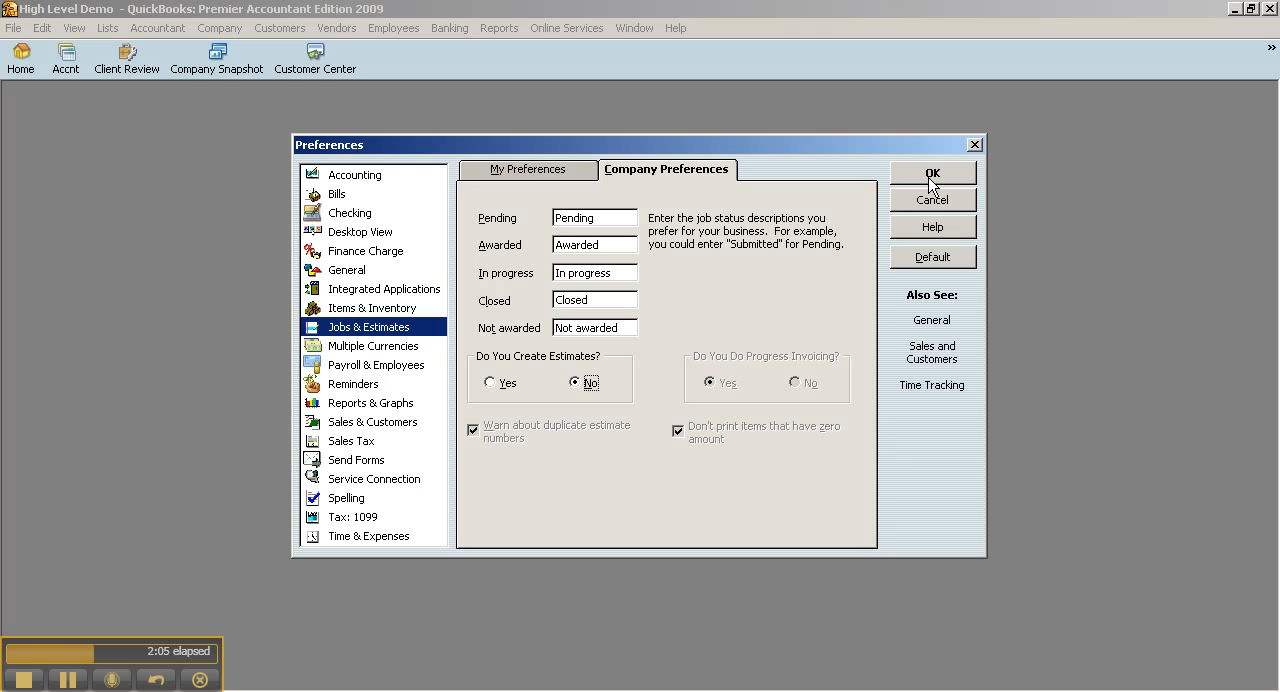 High Level Demo - QuickBooks: Premier Accountant Edition 2009
File Edit View Lists Accountant Company Customers Vendors Employees Banking Reports Online Services Window Help
Home Accnt Client Review Company Snapshot Customer Center
»
Preferences
Accounting
Bills
Checking
Desktop View
Finance Charge
General
Integrated Applications
Items & Inventory
Jobs & Estimates
Multiple Currencies
Payroll & Employees
Reminders
Reports & Graphs
Sales & Customers
Sales Tax
Send Forms
Service Connection
Spelling
Tax: 1099
Time & Expenses
My Preferences Company Preferences
Pending Pending
Awarded Awarded
In progress In progress
Closed Closed
Not awarded Not awarded
Enter the job status descriptions you
prefer for your business. For example,
you could enter "Submitted" for Pending.
Do You Create Estimates?
Yes No
Do You Do Progress Invoicing?
Yes No
Warn about duplicate estimate
numbers
Don't print items that have zero
amount
OK
Cancel
Help
Default
Also See:
General
Sales and
Customers
Time Tracking
2:05 elapsed